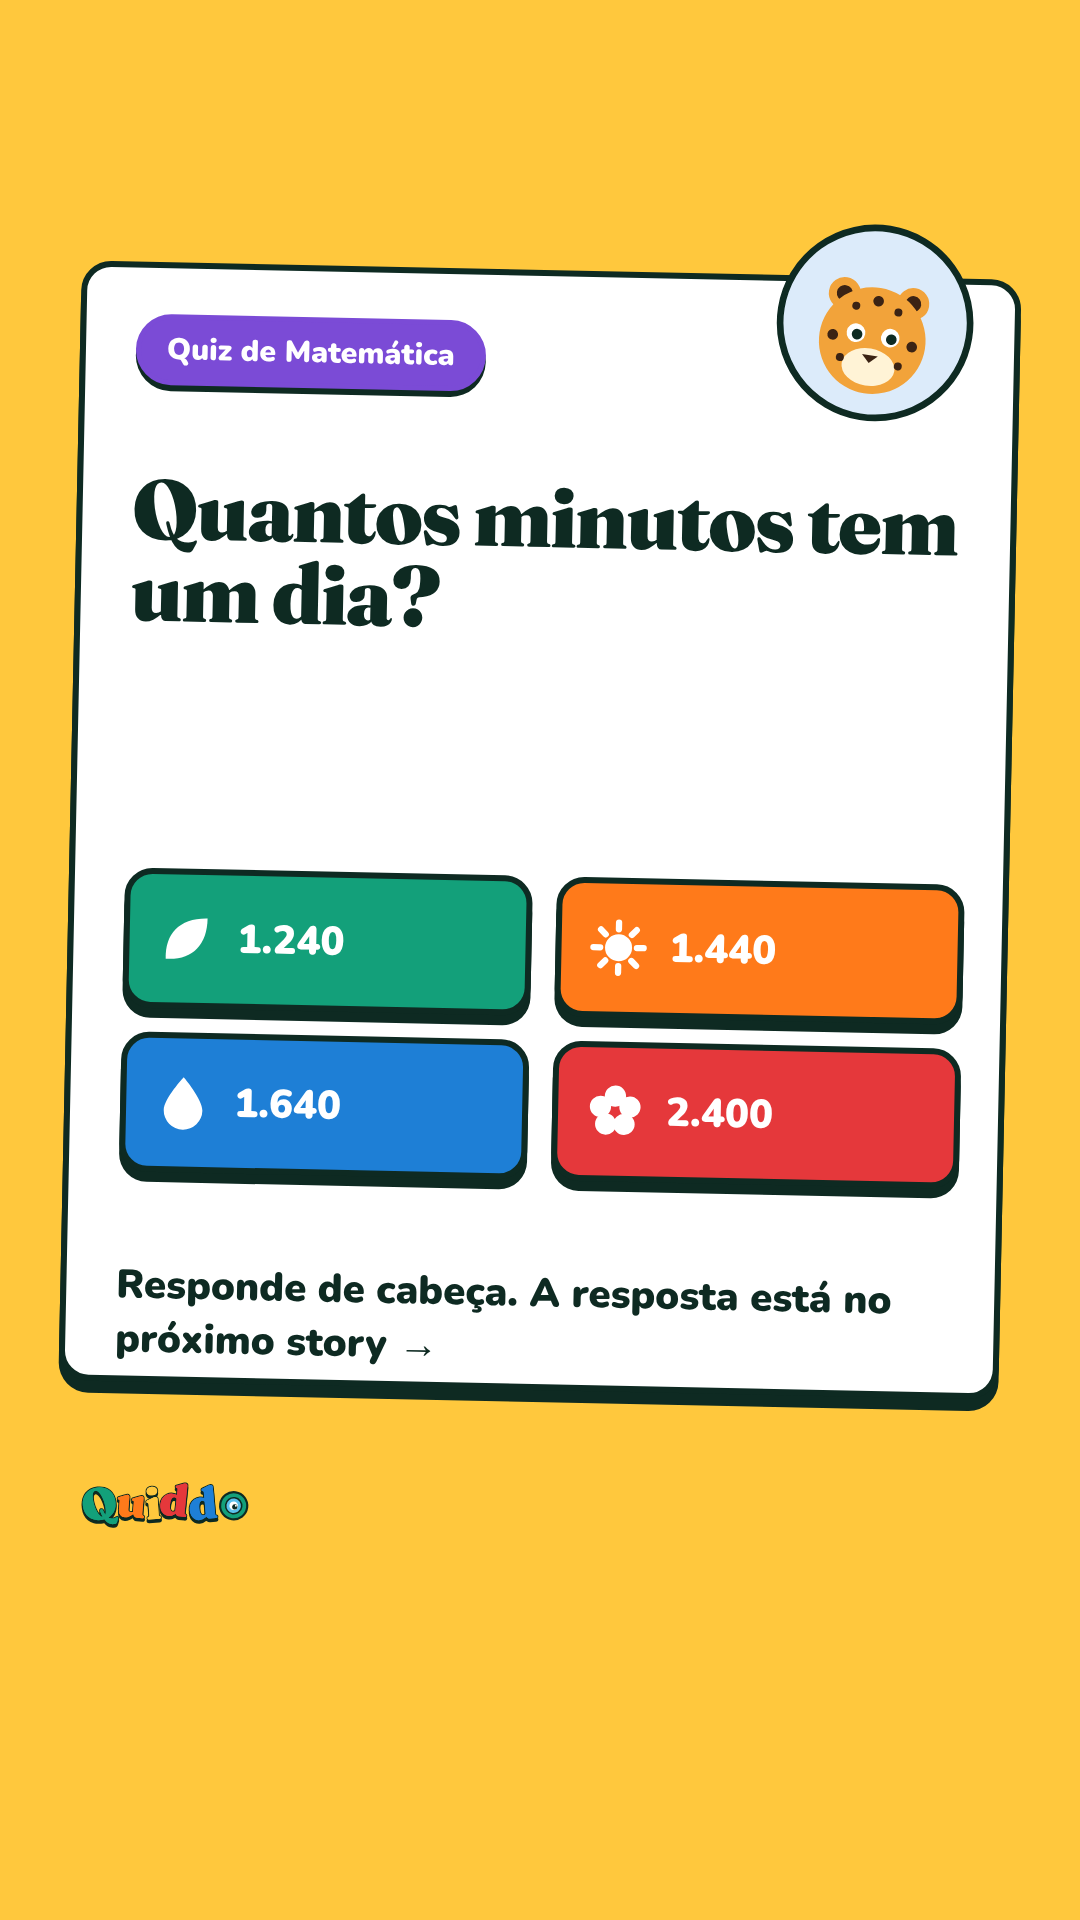 Quiz de Matemática
Quantos minutos tem
um dia?
1.240
1.440
1.640
2.400
Responde de cabeça. A resposta está no
próximo story →
Quiddo